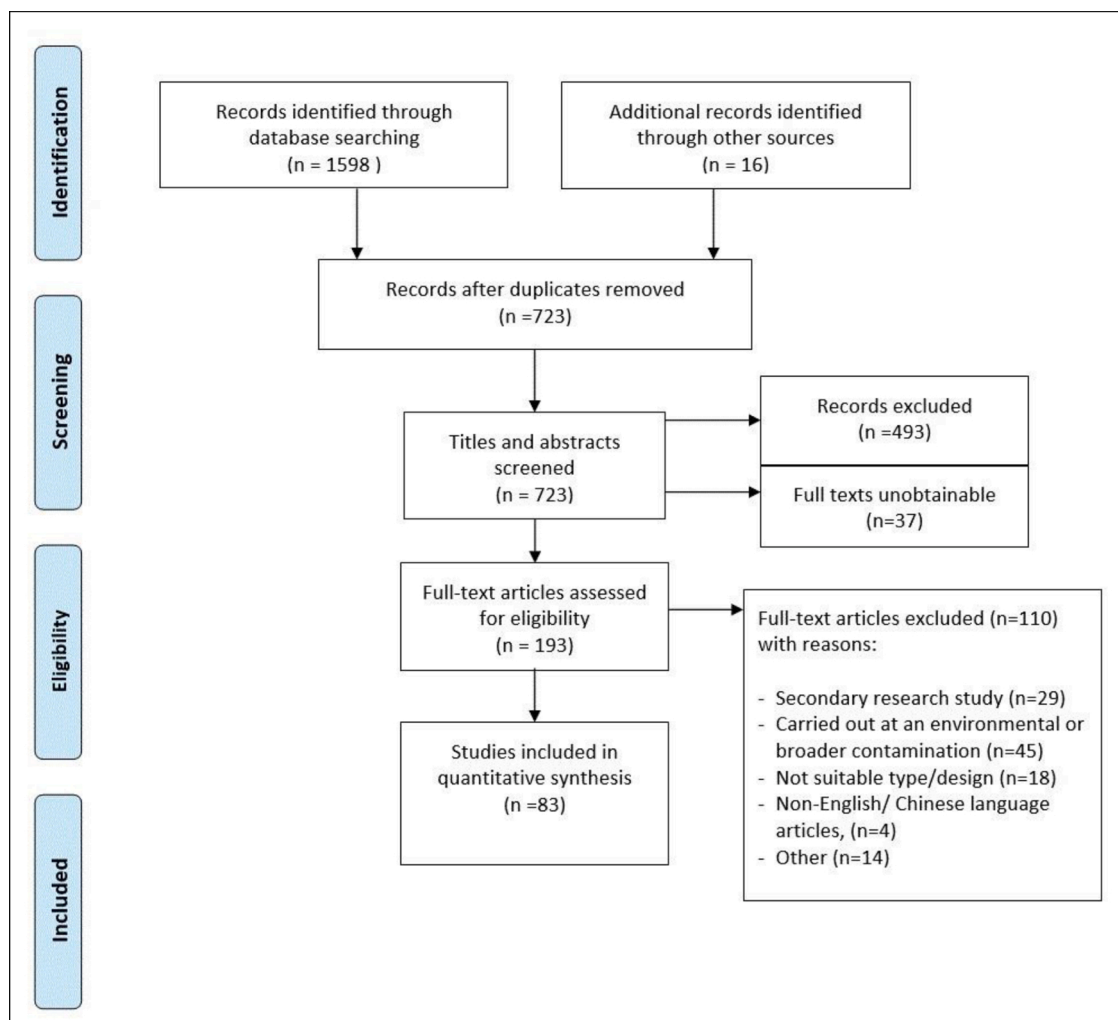 Identification
Records identified through
database searching
(n = 1598 )
Additional records identified
through other sources
(n = 16)
Records after duplicates removed
(n =723)
Screening
Titles and abstracts
screened
(n = 723)
Records excluded
(n =493)
Full texts unobtainable
(n=37)
Eligibility
Full-text articles assessed
for eligibility
(n = 193)
Full-text articles excluded (n=110)
with reasons:
- Secondary research study (n=29)
- Carried out at an environmental or
broader contamination (n=45)
- Not suitable type/design (n=18)
- Non-English/ Chinese language
articles, (n=4)
- Other (n=14)
Studies included in
quantitative synthesis
(n =83)
Included